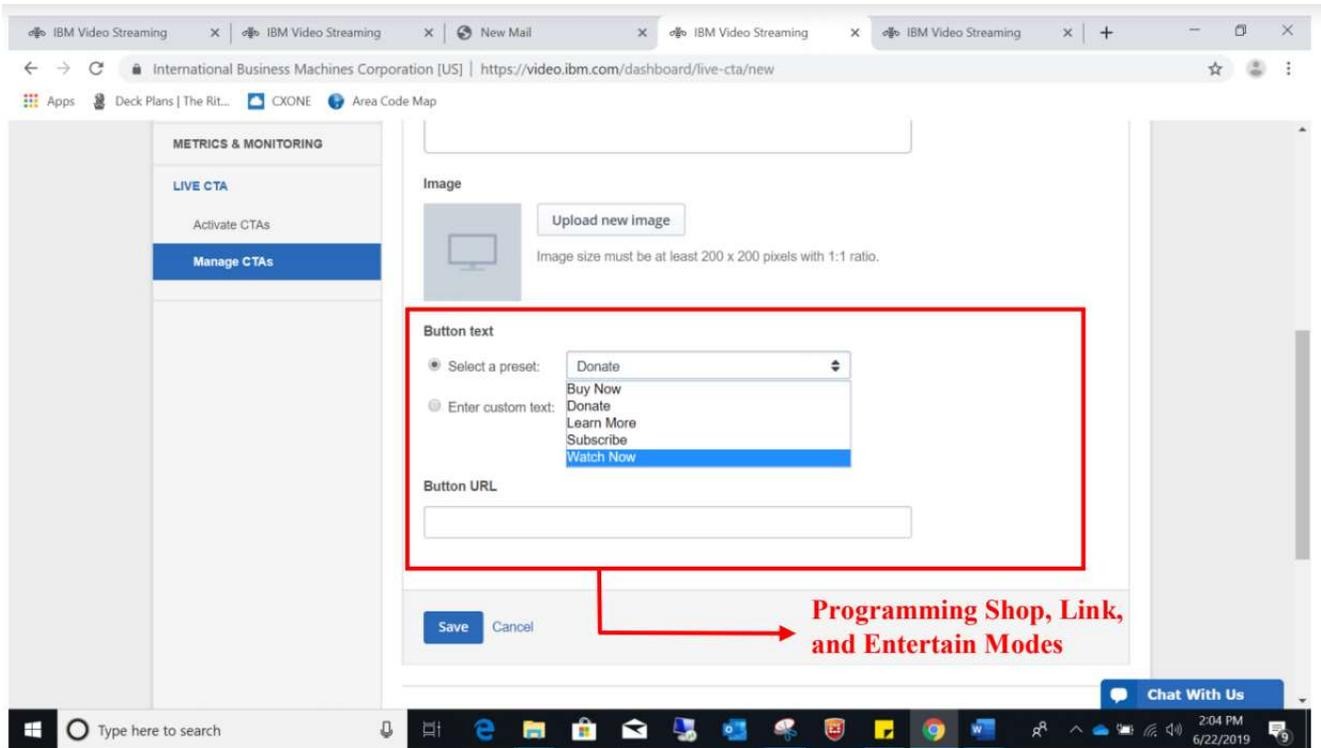 IBM Video Streaming IBM Video Streaming New Mail IBM Video Streaming IBM Video Streaming
International Business Machines Corporation [US] | https://video.ibm.com/dashboard/live-cta/new
Apps Deck Plans | The Rit... CXONE Area Code Map
METRICS & MONITORING
LIVE CTA
Activate CTAs
Manage CTAs
Image
Upload new image
Image size must be at least 200 x 200 pixels with 1:1 ratio.
Button text
Select a preset: Donate
Buy Now
Enter custom text: Donate
Learn More
Subscribe
Watch Now
Button URL
Save Cancel
Programming Shop, Link,
and Entertain Modes
Chat With Us
Type here to search
2:04 PM
6/22/2019
9